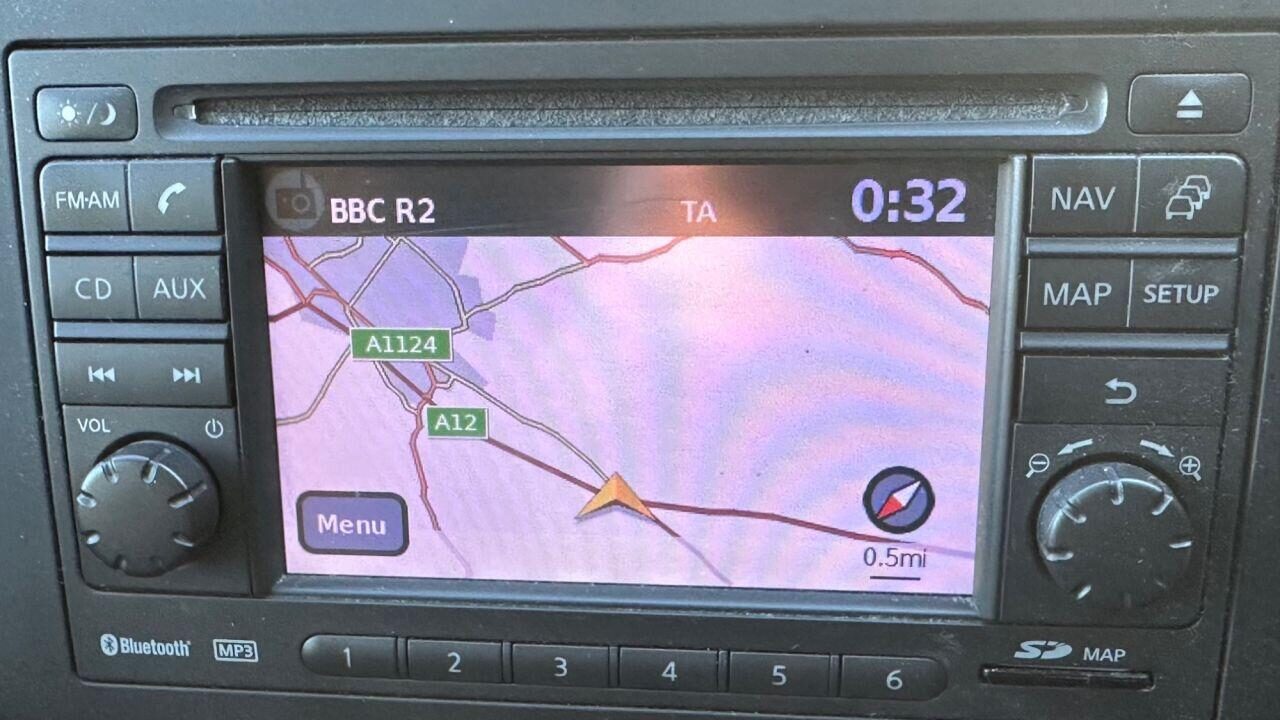 FM·AM
CD
AUX
VOL
BBC R2
TA
0:32
A1124
A12
Menu
0.5mi
NAV
MAP
SETUP
Bluetooth
MP3
1
2
3
4
5
6
SD
MAP